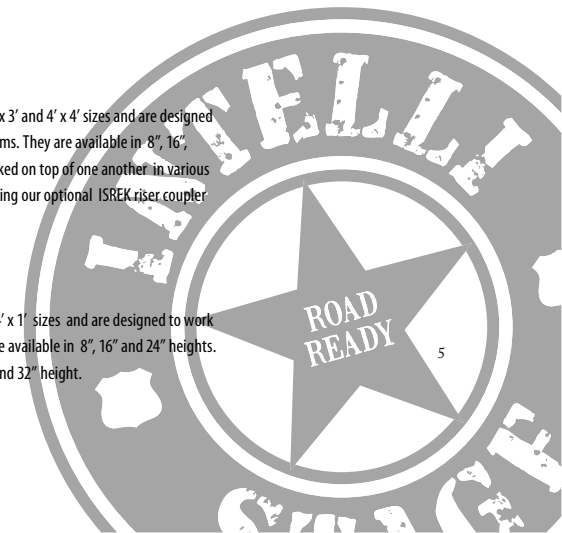 x 3’ and 4’ x 4’ sizes and are designed
ms. They are available in 8”, 16”,
ked on top of one another in various
ing our optional ISREK riser coupler
’ x 1’ sizes and are designed to work
e available in 8”, 16” and 24” heights.
nd 32” height.
INTELLI
ROAD
READY
5
STAGE